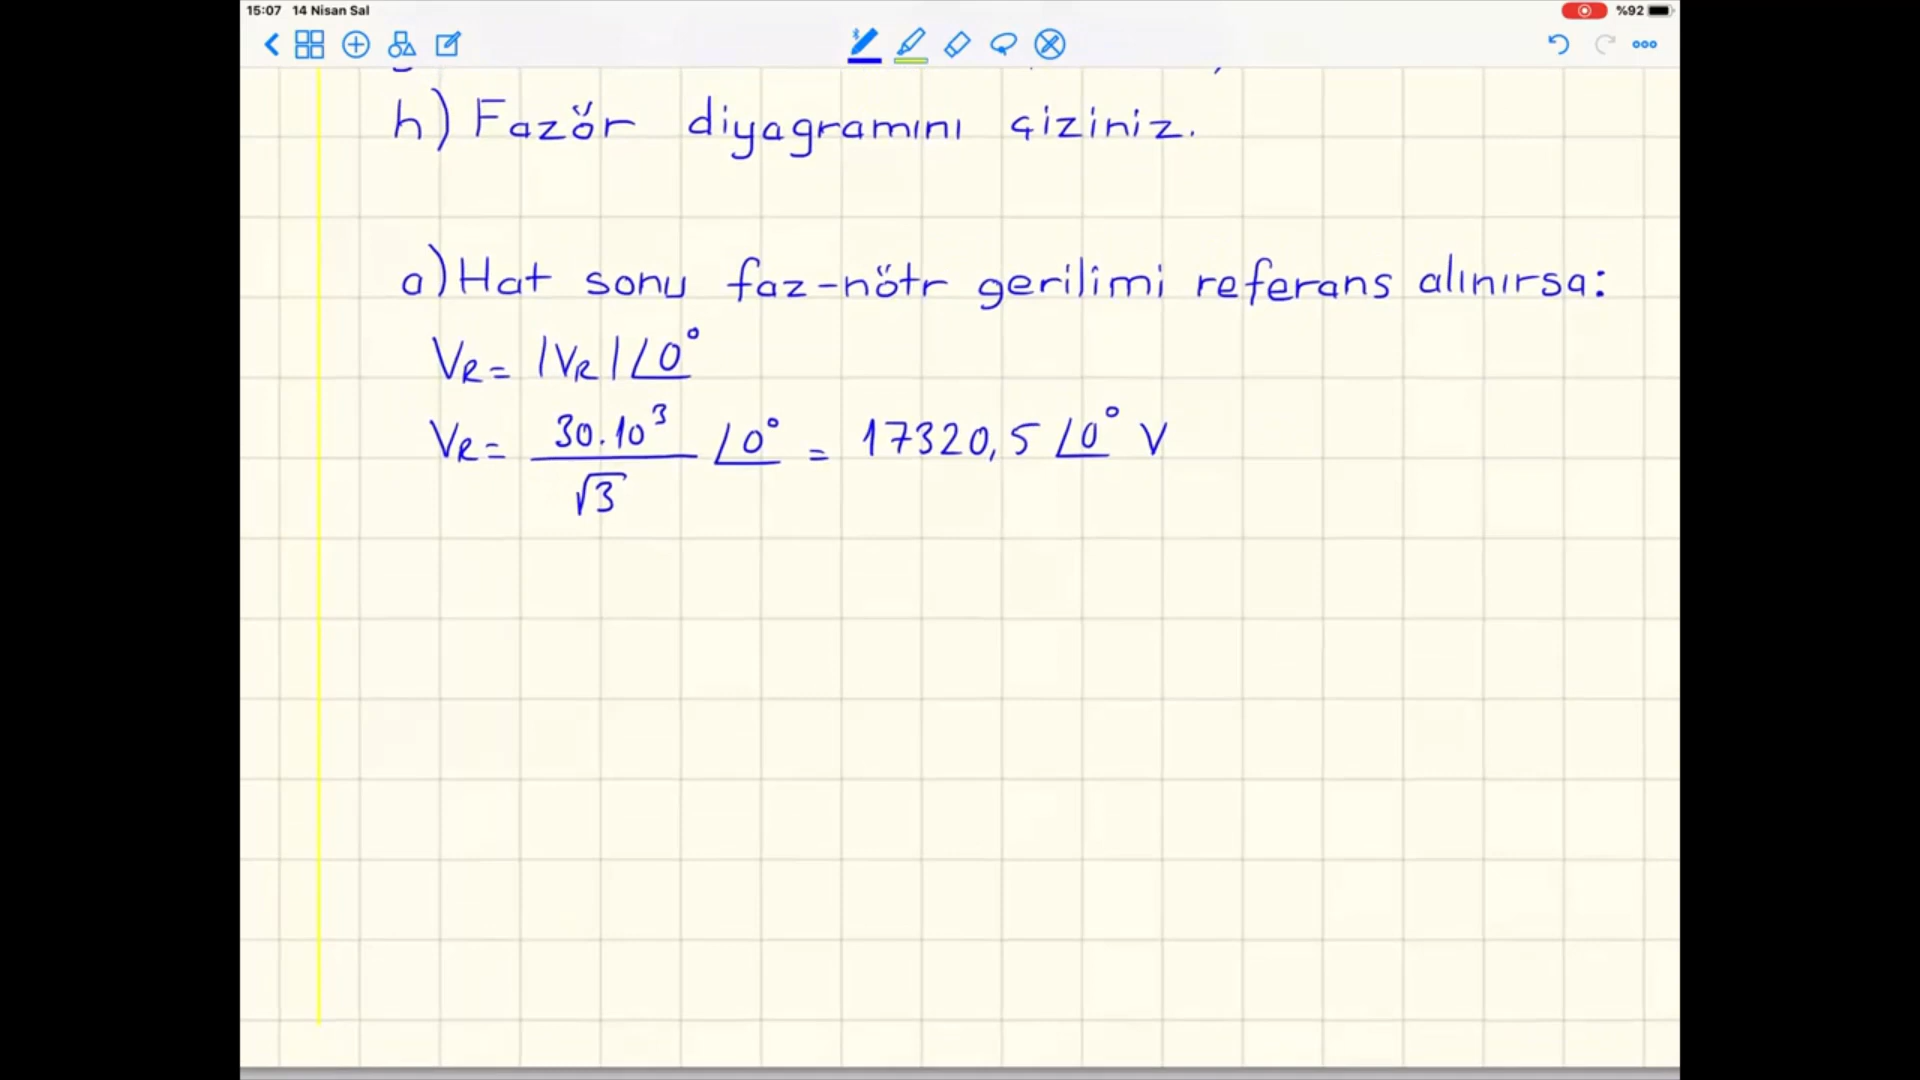 15:07 14 Nisan Sal %92
h) Fazör diyagramını çiziniz.
a) Hat sonu faz-nötr gerilimi referans alınırsa:
VR = |VR| ∠0°
VR = 30.10³ / √3 ∠0° = 17320,5 ∠0° V